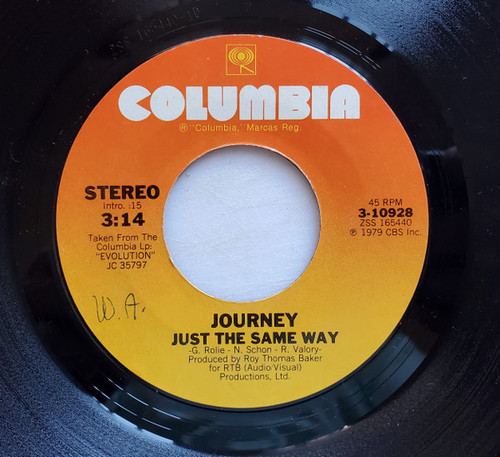 COLUMBIA
® "Columbia," Marcas Reg.
STEREO
Intro. :15
3:14
Taken From The
Columbia Lp:
"EVOLUTION"
JC 35797
45 RPM
3-10928
ZSS 165440
℗ 1979 CBS Inc.
W.A.
JOURNEY
JUST THE SAME WAY
-G. Rolie - N. Schon - R. Valory-
Produced by Roy Thomas Baker
for RTB (Audio/Visual)
Productions, Ltd.